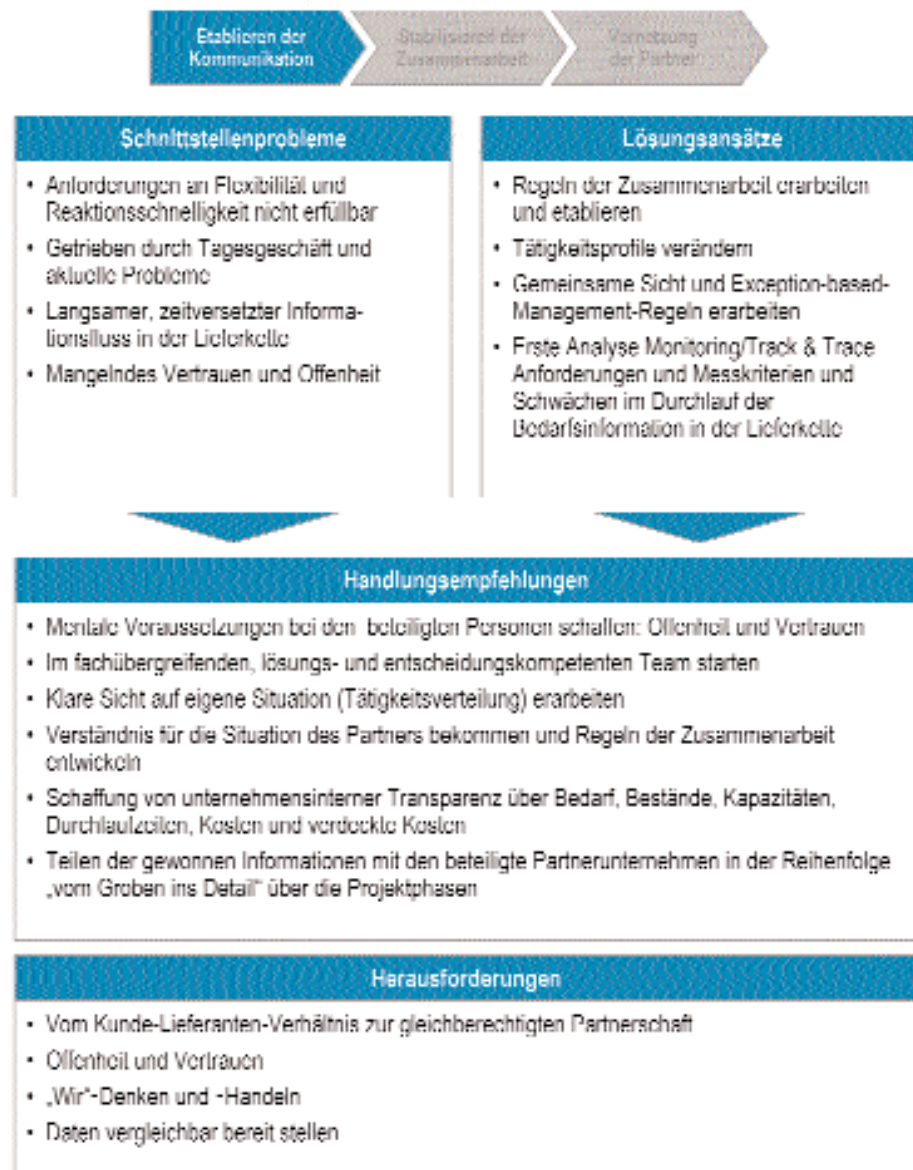 Etablieren der
Kommunikation
Stabilisieren der
Zusammenarbeit
Vernetzung
der Partner
Schnittstellenprobleme
• Anforderungen an Flexibilität und
Reaktionsschnelligkeit nicht erfüllbar
• Getrieben durch Tagesgeschäft und
aktuelle Probleme
• Langsamer, zeitversetzter Informa-
tionsfluss in der Lieferkette
• Mangelndes Vertrauen und Offenheit
Lösungsansätze
• Regeln der Zusammenarbeit erarbeiten
und etablieren
• Tätigkeitsprofile verändern
• Gemeinsame Sicht und Exception-based-
Management-Regeln erarbeiten
• Erste Analyse Monitoring/Track & Trace
Anforderungen und Messkriterien und
Schwächen im Durchlauf der
Bedarfsinformation in der Lieferkette
Handlungsempfehlungen
• Mentale Voraussetzungen bei den beteiligten Personen schaffen: Offenheit und Vertrauen
• Im fachübergreifenden, lösungs- und entscheidungskompetenten Team starten
• Klare Sicht auf eigene Situation (Tätigkeitsverteilung) erarbeiten
• Verständnis für die Situation des Partners bekommen und Regeln der Zusammenarbeit
entwickeln
• Schaffung von unternehmensinterner Transparenz über Bedarf, Bestände, Kapazitäten,
Durchlaufzeiten, Kosten und verdeckte Kosten
• Teilen der gewonnen Informationen mit den beteiligte Partnerunternehmen in der Reihenfolge
„vom Groben ins Detail“ über die Projektphasen
Herausforderungen
• Vom Kunde-Lieferanten-Verhältnis zur gleichberechtigten Partnerschaft
• Offenheit und Vertrauen
• „Wir“-Denken und -Handeln
• Daten vergleichbar bereit stellen